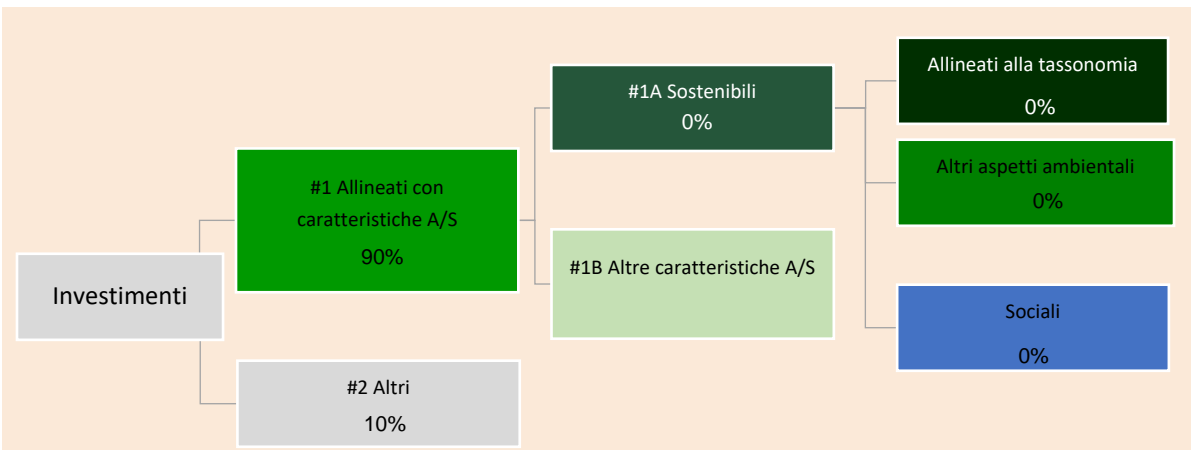 Investimenti
#1 Allineati con
caratteristiche A/S
90%
#2 Altri
10%
#1A Sostenibili
0%
#1B Altre caratteristiche A/S
Allineati alla tassonomia
0%
Altri aspetti ambientali
0%
Sociali
0%